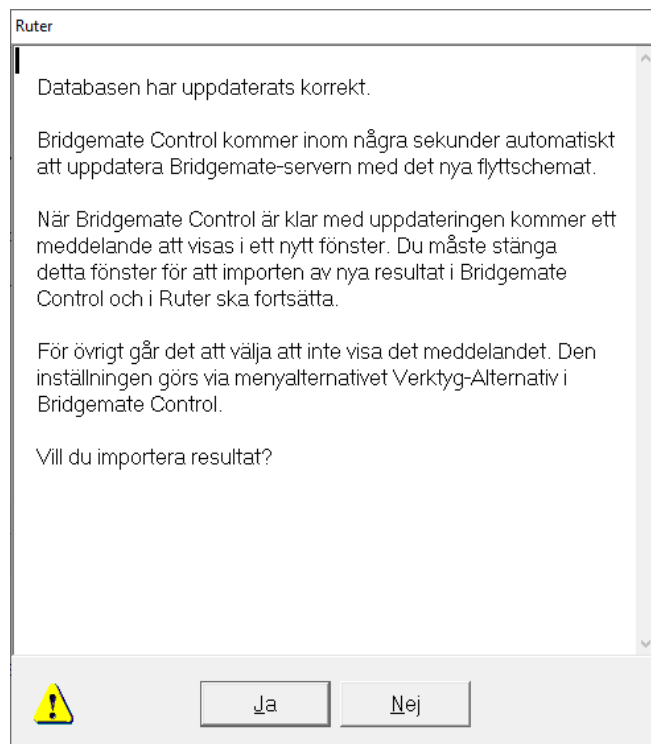 Ruter
Databasen har uppdaterats korrekt.
Bridgemate Control kommer inom några sekunder automatiskt
att uppdatera Bridgemate-servern med det nya flyttschemat.
När Bridgemate Control är klar med uppdateringen kommer ett
meddelande att visas i ett nytt fönster. Du måste stänga
detta fönster för att importen av nya resultat i Bridgemate
Control och i Ruter ska fortsätta.
För övrigt går det att välja att inte visa det meddelandet. Den
inställningen görs via menyalternativet Verktyg-Alternativ i
Bridgemate Control.
Vill du importera resultat?
Ja
Nej